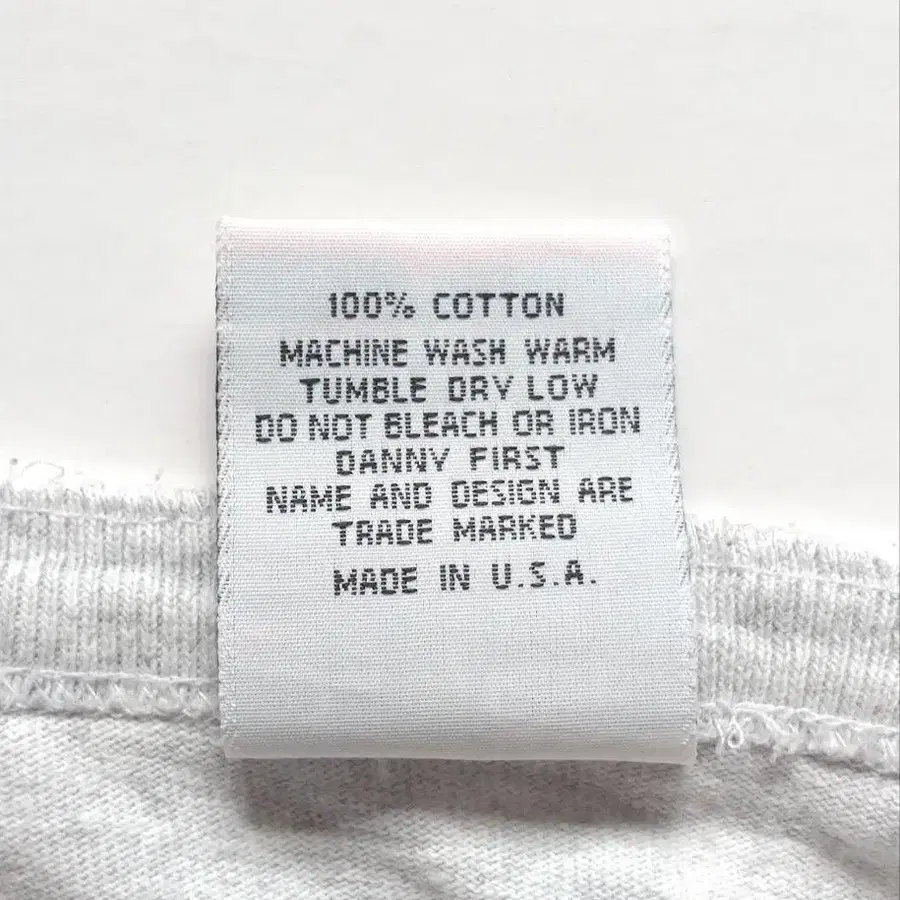 100% COTTON
MACHINE WASH WARM
TUMBLE DRY LOW
DO NOT BLEACH OR IRON
DANNY FIRST
NAME AND DESIGN ARE
TRADE MARKED
MADE IN U.S.A.